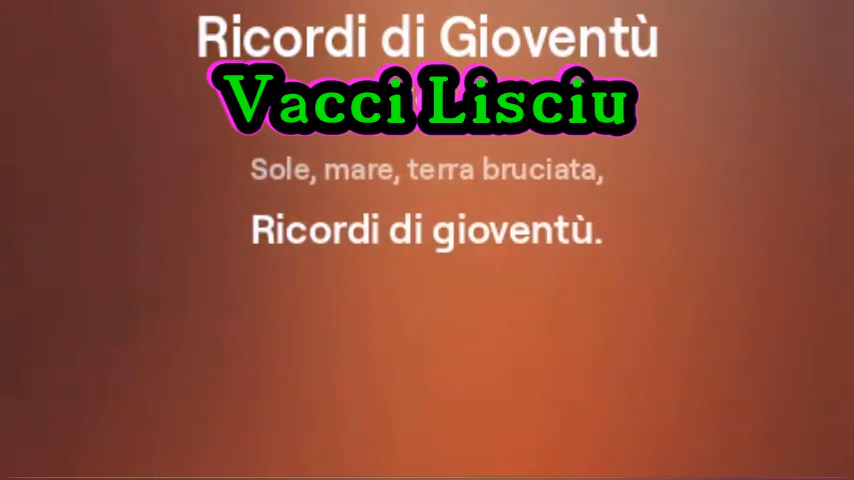 Ricordi di Gioventù
Vacci Lisciu
Sole, mare, terra bruciata,
Ricordi di gioventù.